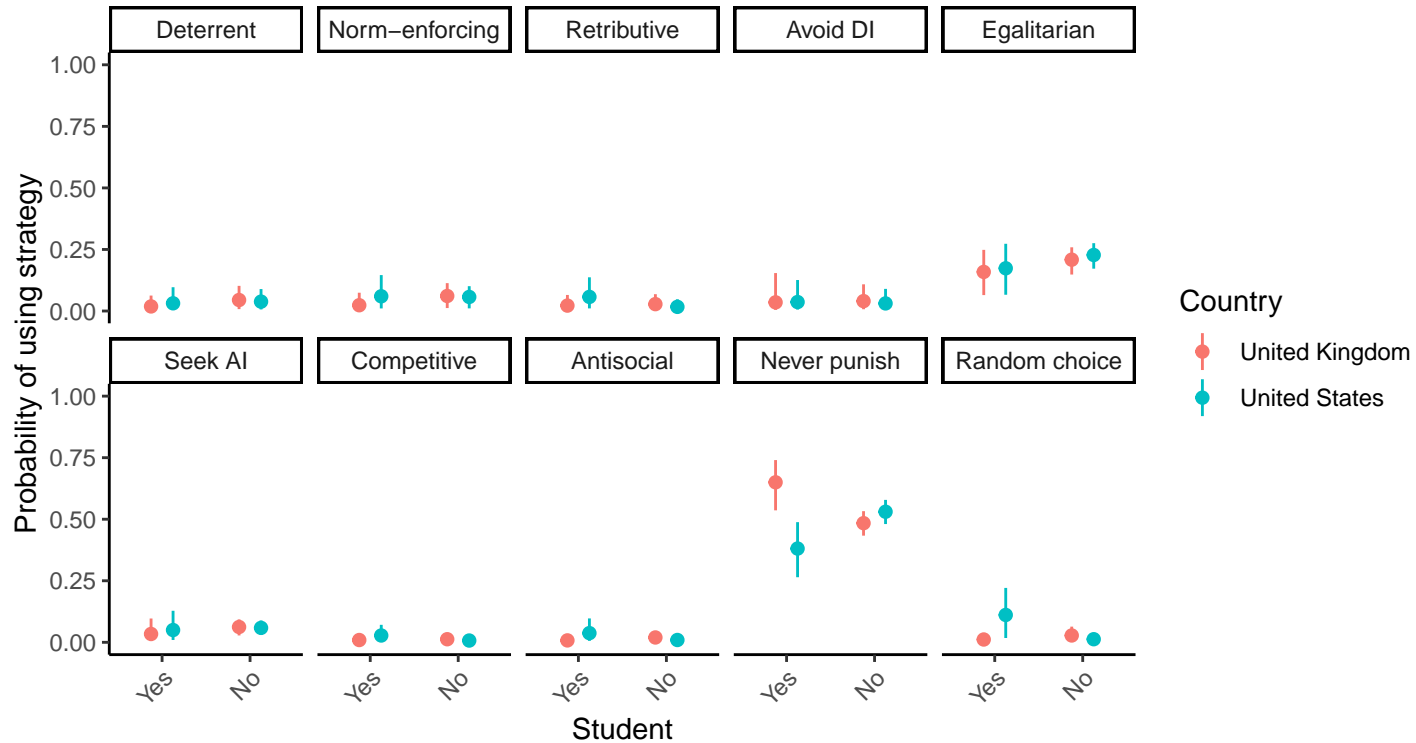 Deterrent Norm−enforcing Retributive Avoid DI Egalitarian
1.00
0.75
0.50
0.25
0.00
Seek AI Competitive Antisocial Never punish Random choice
1.00
0.75
0.50
0.25
0.00
Yes No Yes No Yes No Yes No Yes No
Student
Probability of using strategy
Country
United Kingdom
United States